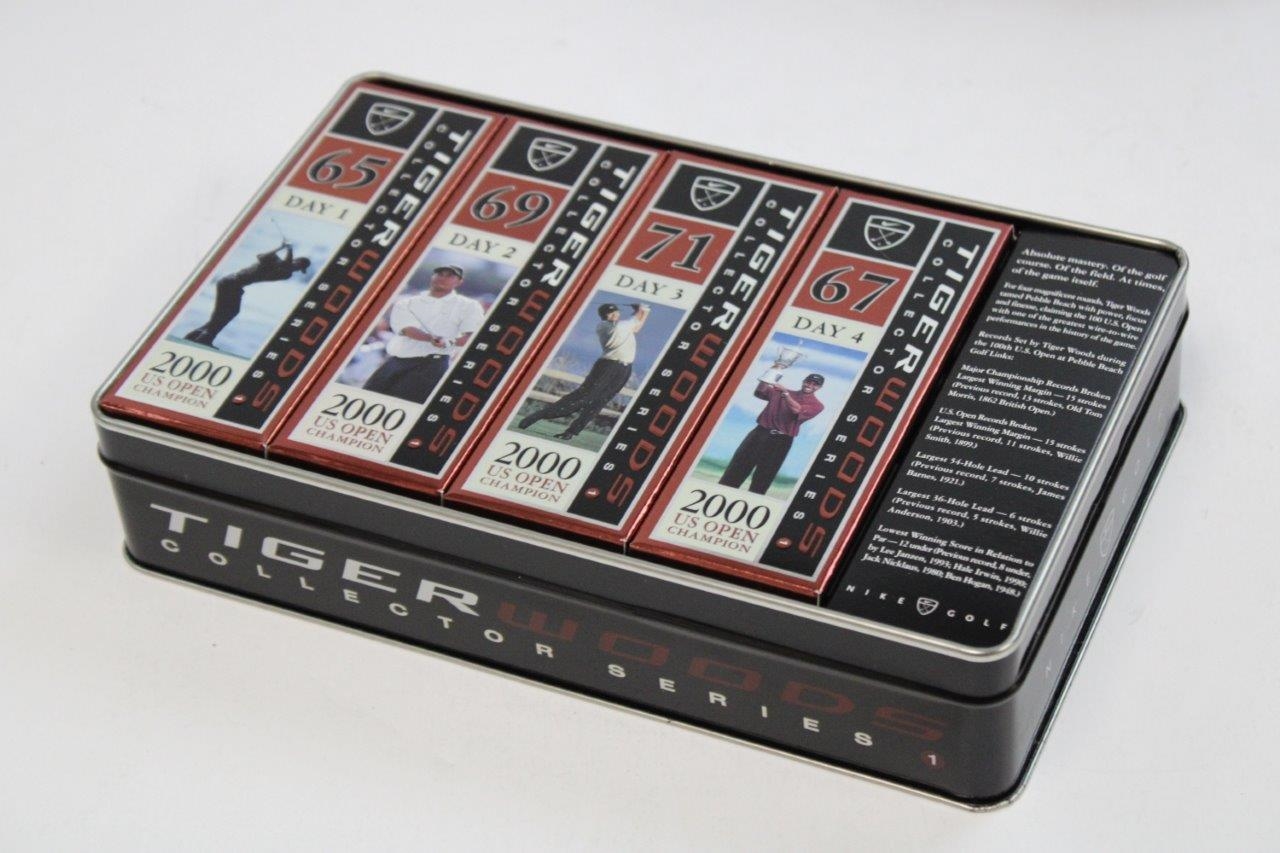 65
DAY 1
2000
US OPEN
CHAMPION
TIGER WOODS
COLLECTOR SERIES
1
69
DAY 2
2000
US OPEN
CHAMPION
TIGER WOODS
COLLECTOR SERIES
1
71
DAY 3
2000
US OPEN
CHAMPION
TIGER WOODS
COLLECTOR SERIES
1
67
DAY 4
2000
US OPEN
CHAMPION
TIGER WOODS
COLLECTOR SERIES
1
Absolute mastery. Of the golf
course. Of the field. At times,
of the game itself.
For four magnificent rounds, Tiger Woods
tamed Pebble Beach with power, focus
and finesse, claiming the 100 U.S. Open
with one of the greatest wire-to-wire
performances in the history of the game.
Records Set by Tiger Woods during
the 100th U.S. Open at Pebble Beach
Golf Links:
Major Championship Records Broken
Largest Winning Margin — 15 strokes
(Previous record, 13 strokes, Old Tom
Morris, 1862 British Open.)
U.S. Open Records Broken
Largest Winning Margin — 15 strokes
(Previous record, 11 strokes, Willie
Smith, 1899.)
Largest 54-Hole Lead — 10 strokes
(Previous record, 7 strokes, James
Barnes, 1921.)
Largest 36-Hole Lead — 6 strokes
(Previous record, 5 strokes, Willie
Anderson, 1903.)
Lowest Winning Score in Relation to
Par — 12 under (Previous record, 8 under,
by Lee Janzen, 1993; Hale Irwin, 1990;
Jack Nicklaus, 1980; Ben Hogan, 1948.)
NIKE GOLF
TIGER WOODS
COLLECTOR SERIES
1